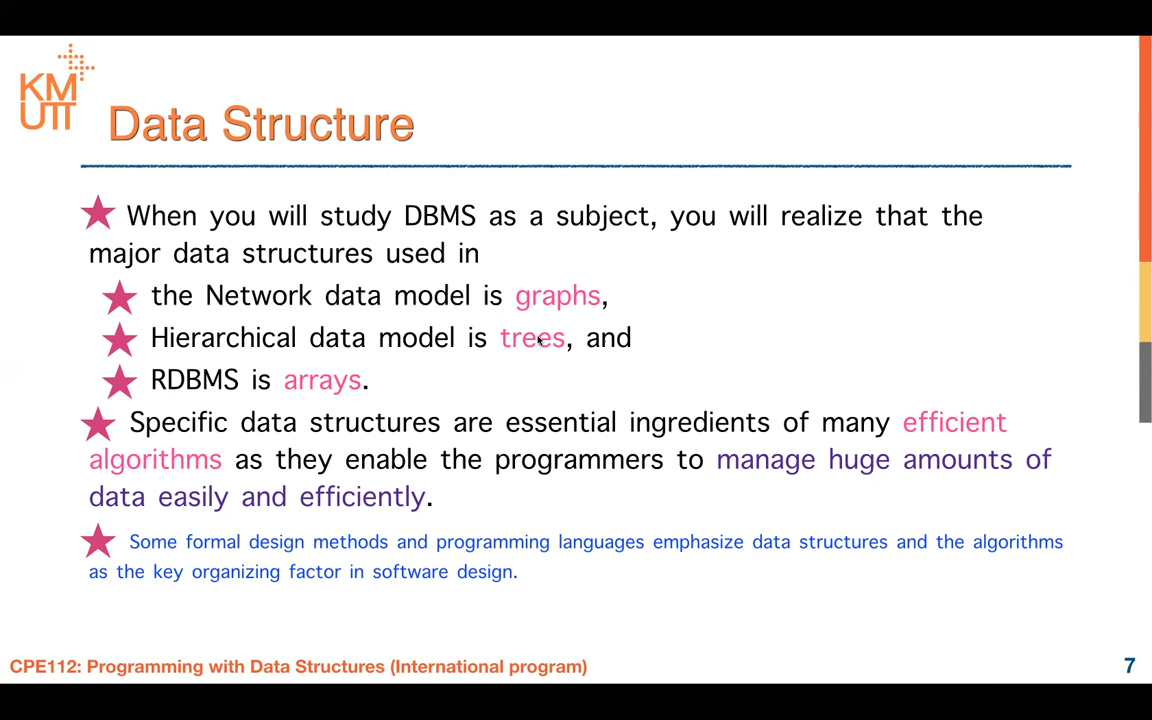 KM
UTT
Data Structure
When you will study DBMS as a subject, you will realize that the
major data structures used in
the Network data model is graphs,
Hierarchical data model is trees, and
RDBMS is arrays.
Specific data structures are essential ingredients of many efficient
algorithms as they enable the programmers to manage huge amounts of
data easily and efficiently.
Some formal design methods and programming languages emphasize data structures and the algorithms
as the key organizing factor in software design.
CPE112: Programming with Data Structures (International program)
7